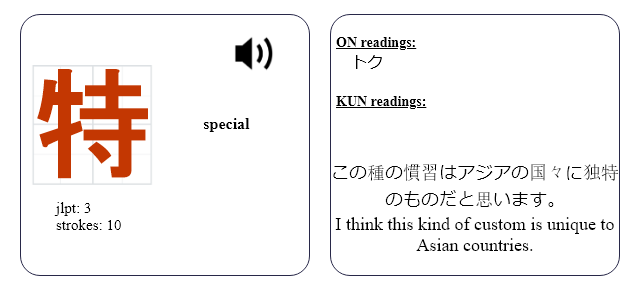 特
special
jlpt: 3
strokes: 10
ON readings:
トク
KUN readings:
この種の慣習はアジアの国々に独特
のものだと思います。
I think this kind of custom is unique to
Asian countries.